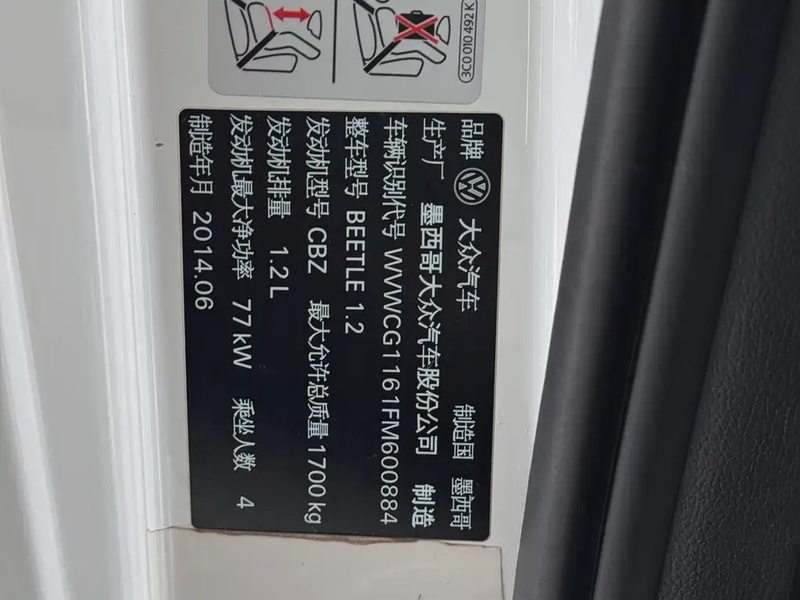 3C0 010 492 K
品牌 大众汽车 制造国 墨西哥
生产厂 墨西哥大众汽车股份公司 制造
车辆识别代号 WVWCG1161FM600884
整车型号 BEETLE 1.2
发动机型号 CBZ 最大允许总质量 1700kg
发动机排量 1.2L
发动机最大净功率 77kW 乘坐人数 4
制造年月 2014.06